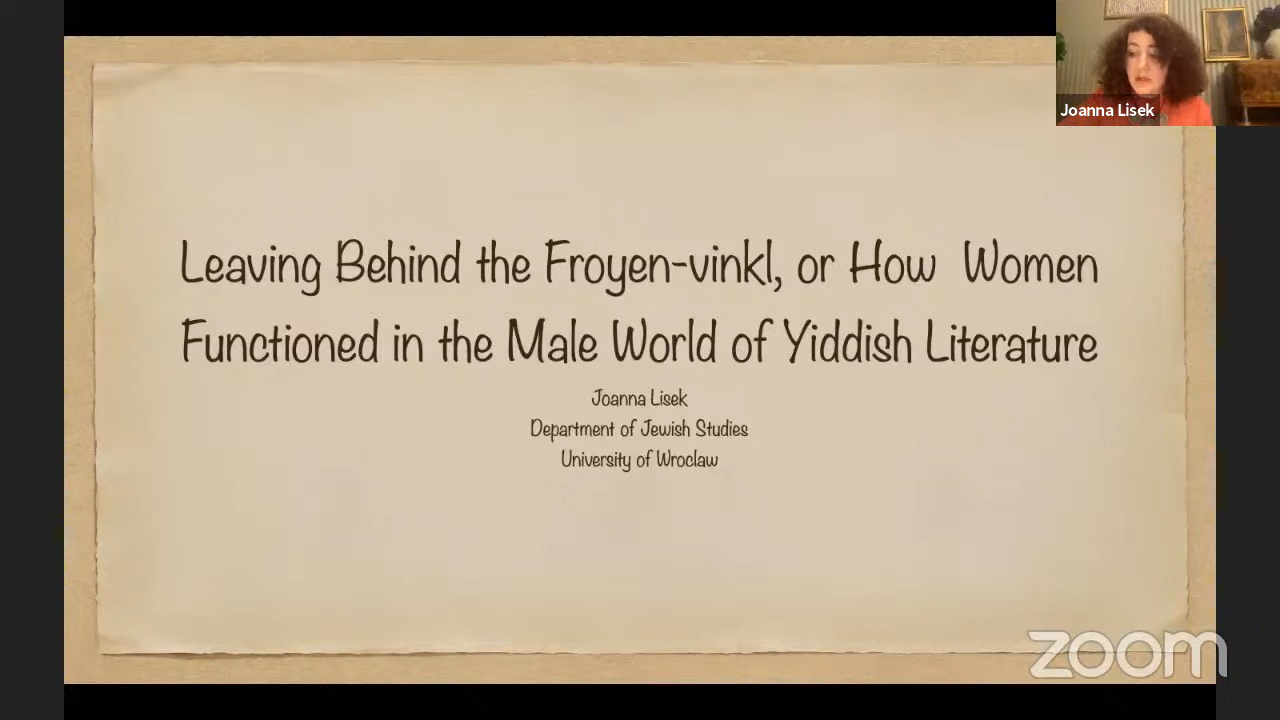 Joanna Lisek
Leaving Behind the Froyen-vinkl, or How Women
Functioned in the Male World of Yiddish Literature
Joanna Lisek
Department of Jewish Studies
University of Wroclaw
zoom